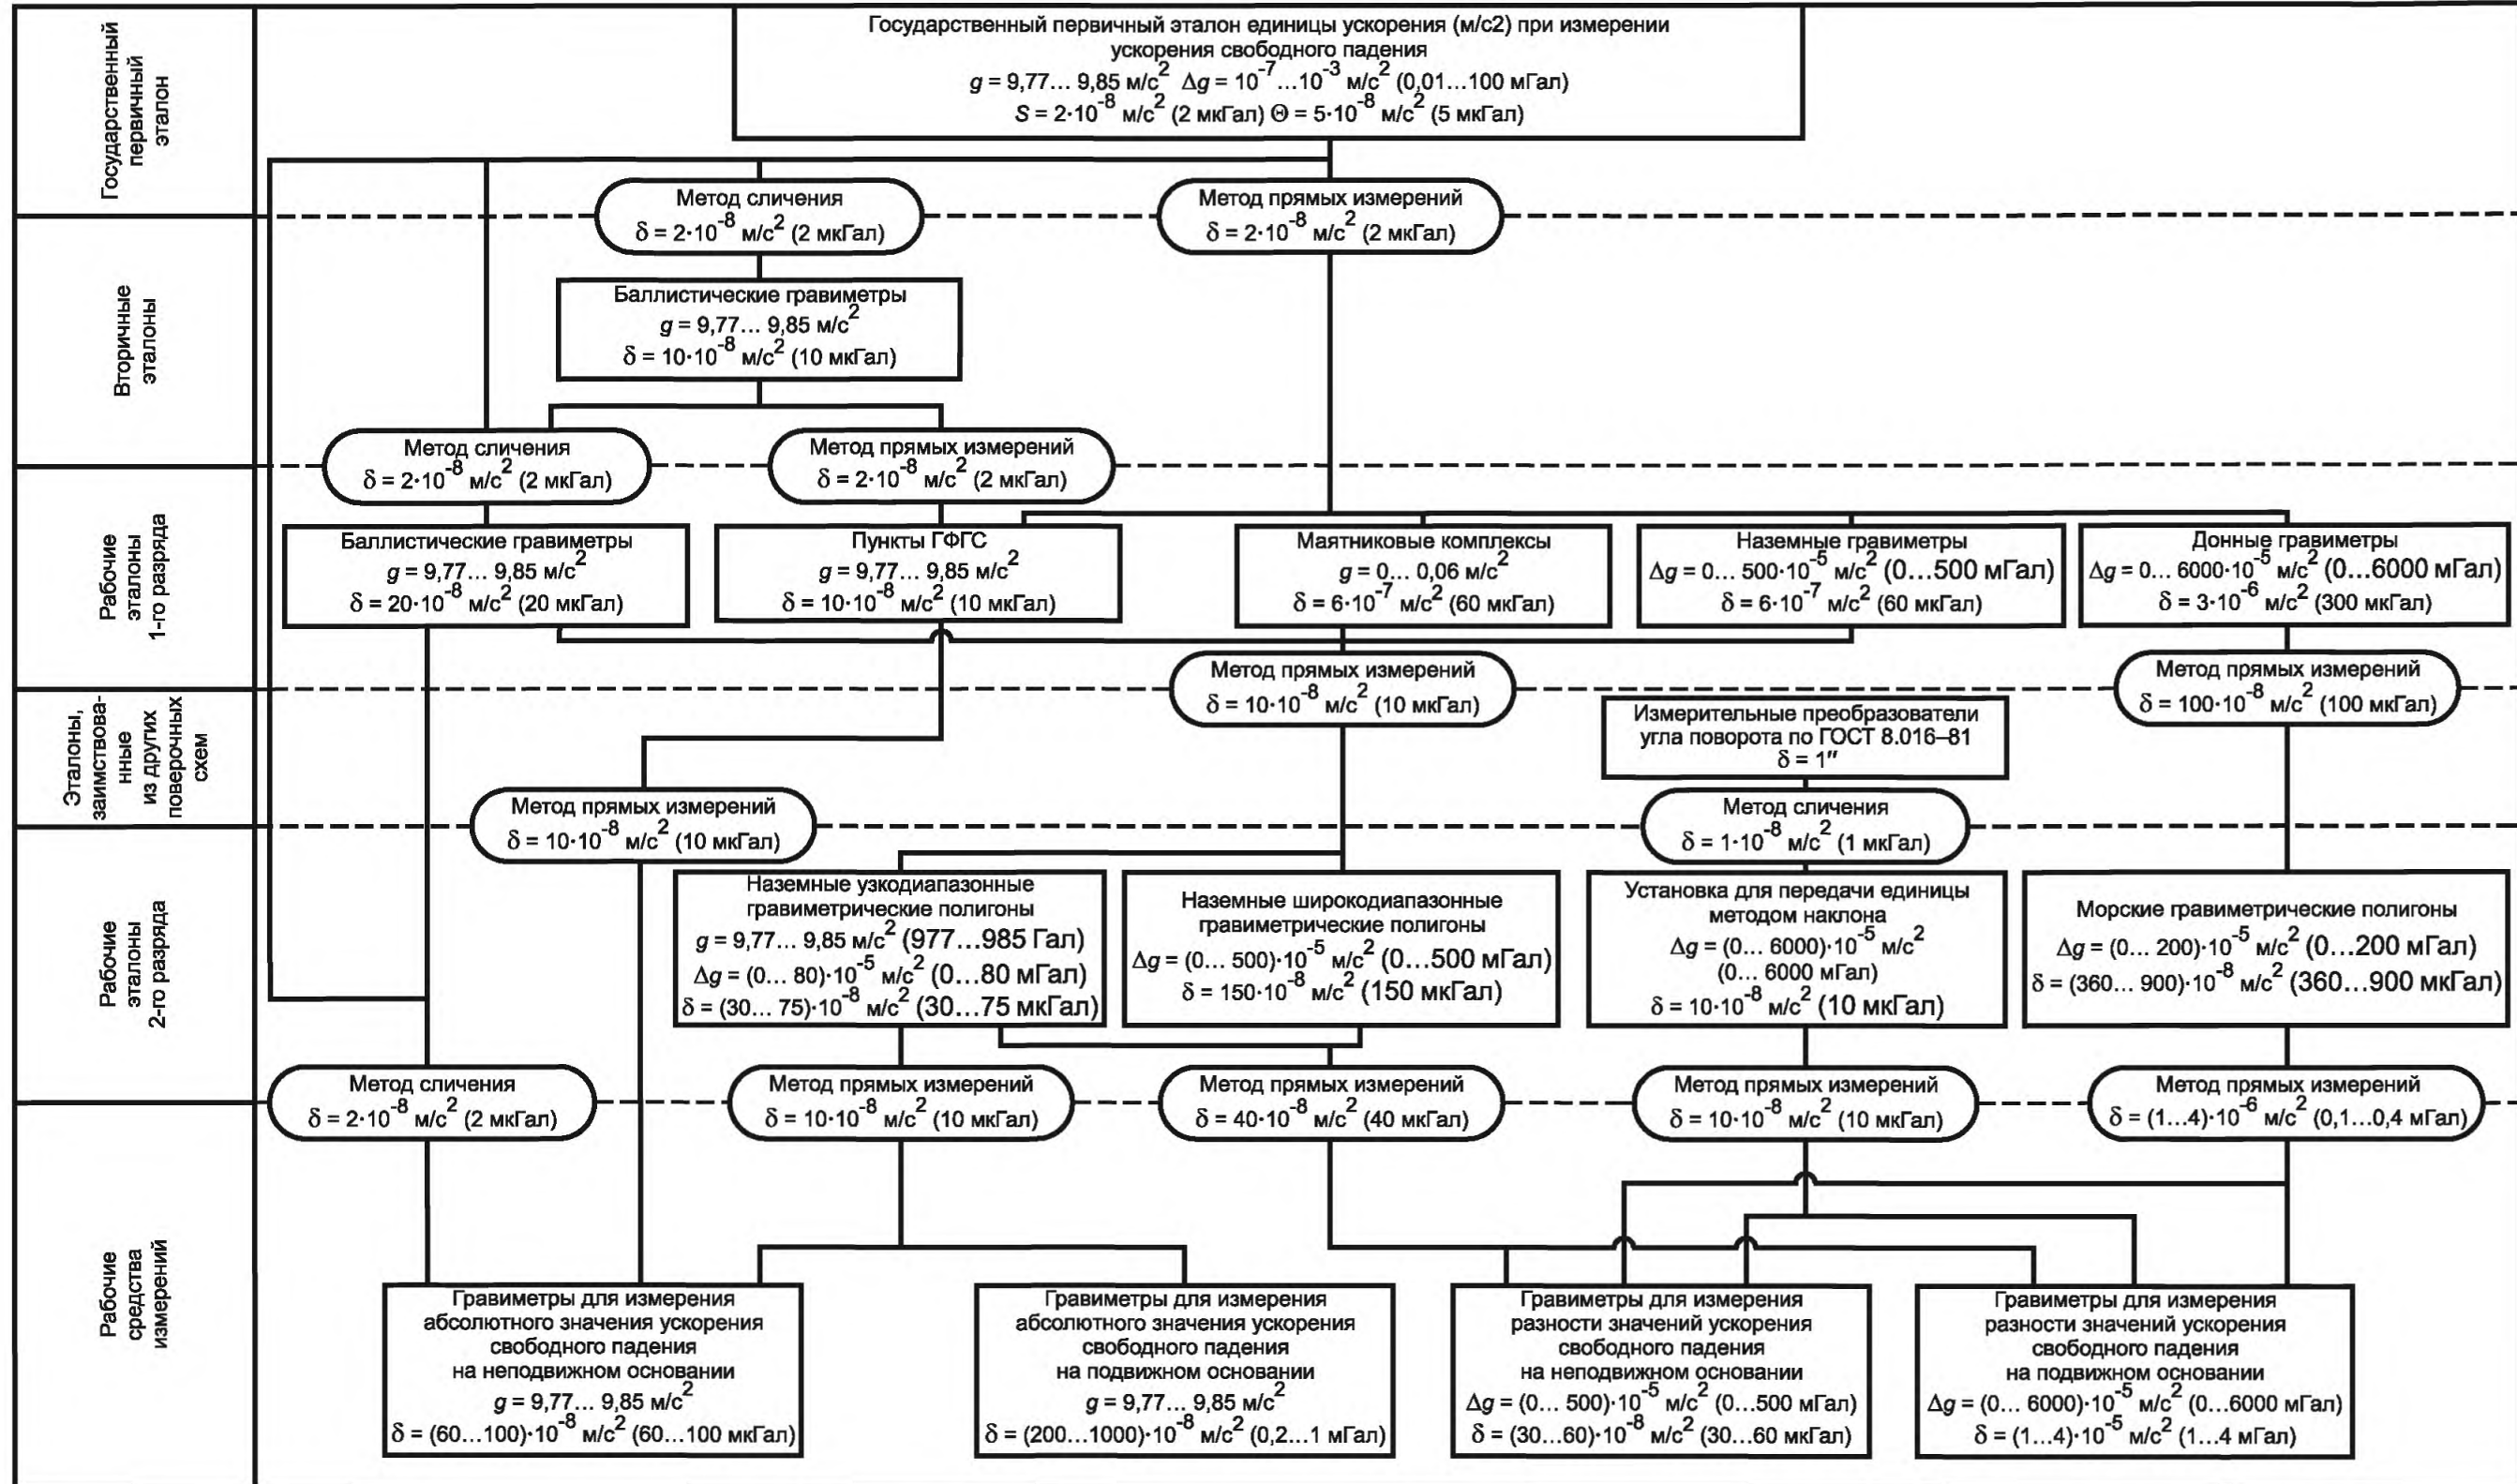 Государственный
первичный
эталон
Государственный первичный эталон единицы ускорения (м/с2) при измерении
ускорения свободного падения
g = 9,77... 9,85 м/с² Δg = 10⁻⁷...10⁻³ м/с² (0,01...100 мГал)
S = 2·10⁻⁸ м/с² (2 мкГал) Θ = 5·10⁻⁸ м/с² (5 мкГал)
Метод сличения
δ = 2·10⁻⁸ м/с² (2 мкГал)
Метод прямых измерений
δ = 2·10⁻⁸ м/с² (2 мкГал)
Вторичные
эталоны
Баллистические гравиметры
g = 9,77... 9,85 м/с²
δ = 10·10⁻⁸ м/с² (10 мкГал)
Метод сличения
δ = 2·10⁻⁸ м/с² (2 мкГал)
Метод прямых измерений
δ = 2·10⁻⁸ м/с² (2 мкГал)
Рабочие
эталоны
1-го разряда
Баллистические гравиметры
g = 9,77... 9,85 м/с²
δ = 20·10⁻⁸ м/с² (20 мкГал)
Пункты ГФГС
g = 9,77... 9,85 м/с²
δ = 10·10⁻⁸ м/с² (10 мкГал)
Маятниковые комплексы
g = 0... 0,06 м/с²
δ = 6·10⁻⁷ м/с² (60 мкГал)
Наземные гравиметры
Δg = 0... 500·10⁻⁵ м/с² (0...500 мГал)
δ = 6·10⁻⁷ м/с² (60 мкГал)
Донные гравиметры
Δg = 0... 6000·10⁻⁵ м/с² (0...6000 мГал)
δ = 3·10⁻⁶ м/с² (300 мкГал)
Метод прямых измерений
δ = 10·10⁻⁸ м/с² (10 мкГал)
Метод прямых измерений
δ = 100·10⁻⁸ м/с² (100 мкГал)
Эталоны,
заимствова-
нные
из других
поверочных
схем
Измерительные преобразователи
угла поворота по ГОСТ 8.016–81
δ = 1″
Метод прямых измерений
δ = 10·10⁻⁸ м/с² (10 мкГал)
Метод сличения
δ = 1·10⁻⁸ м/с² (1 мкГал)
Рабочие
эталоны
2-го разряда
Наземные узкодиапазонные
гравиметрические полигоны
g = 9,77... 9,85 м/с² (977...985 Гал)
Δg = (0... 80)·10⁻⁵ м/с² (0...80 мГал)
δ = (30... 75)·10⁻⁸ м/с² (30...75 мкГал)
Наземные широкодиапазонные
гравиметрические полигоны
Δg = (0... 500)·10⁻⁵ м/с² (0...500 мГал)
δ = 150·10⁻⁸ м/с² (150 мкГал)
Установка для передачи единицы
методом наклона
Δg = (0... 6000)·10⁻⁵ м/с²
(0... 6000 мГал)
δ = 10·10⁻⁸ м/с² (10 мкГал)
Морские гравиметрические полигоны
Δg = (0... 200)·10⁻⁵ м/с² (0...200 мГал)
δ = (360... 900)·10⁻⁸ м/с² (360...900 мкГал)
Метод сличения
δ = 2·10⁻⁸ м/с² (2 мкГал)
Метод прямых измерений
δ = 10·10⁻⁸ м/с² (10 мкГал)
Метод прямых измерений
δ = 40·10⁻⁸ м/с² (40 мкГал)
Метод прямых измерений
δ = 10·10⁻⁸ м/с² (10 мкГал)
Метод прямых измерений
δ = (1...4)·10⁻⁶ м/с² (0,1...0,4 мГал)
Рабочие
средства
измерений
Гравиметры для измерения
абсолютного значения ускорения
свободного падения
на неподвижном основании
g = 9,77... 9,85 м/с²
δ = (60...100)·10⁻⁸ м/с² (60...100 мкГал)
Гравиметры для измерения
абсолютного значения ускорения
свободного падения
на подвижном основании
g = 9,77... 9,85 м/с²
δ = (200...1000)·10⁻⁸ м/с² (0,2...1 мГал)
Гравиметры для измерения
разности значений ускорения
свободного падения
на неподвижном основании
Δg = (0... 500)·10⁻⁵ м/с² (0...500 мГал)
δ = (30...60)·10⁻⁸ м/с² (30...60 мкГал)
Гравиметры для измерения
разности значений ускорения
свободного падения
на подвижном основании
Δg = (0... 6000)·10⁻⁵ м/с² (0...6000 мГал)
δ = (1...4)·10⁻⁵ м/с² (1...4 мГал)